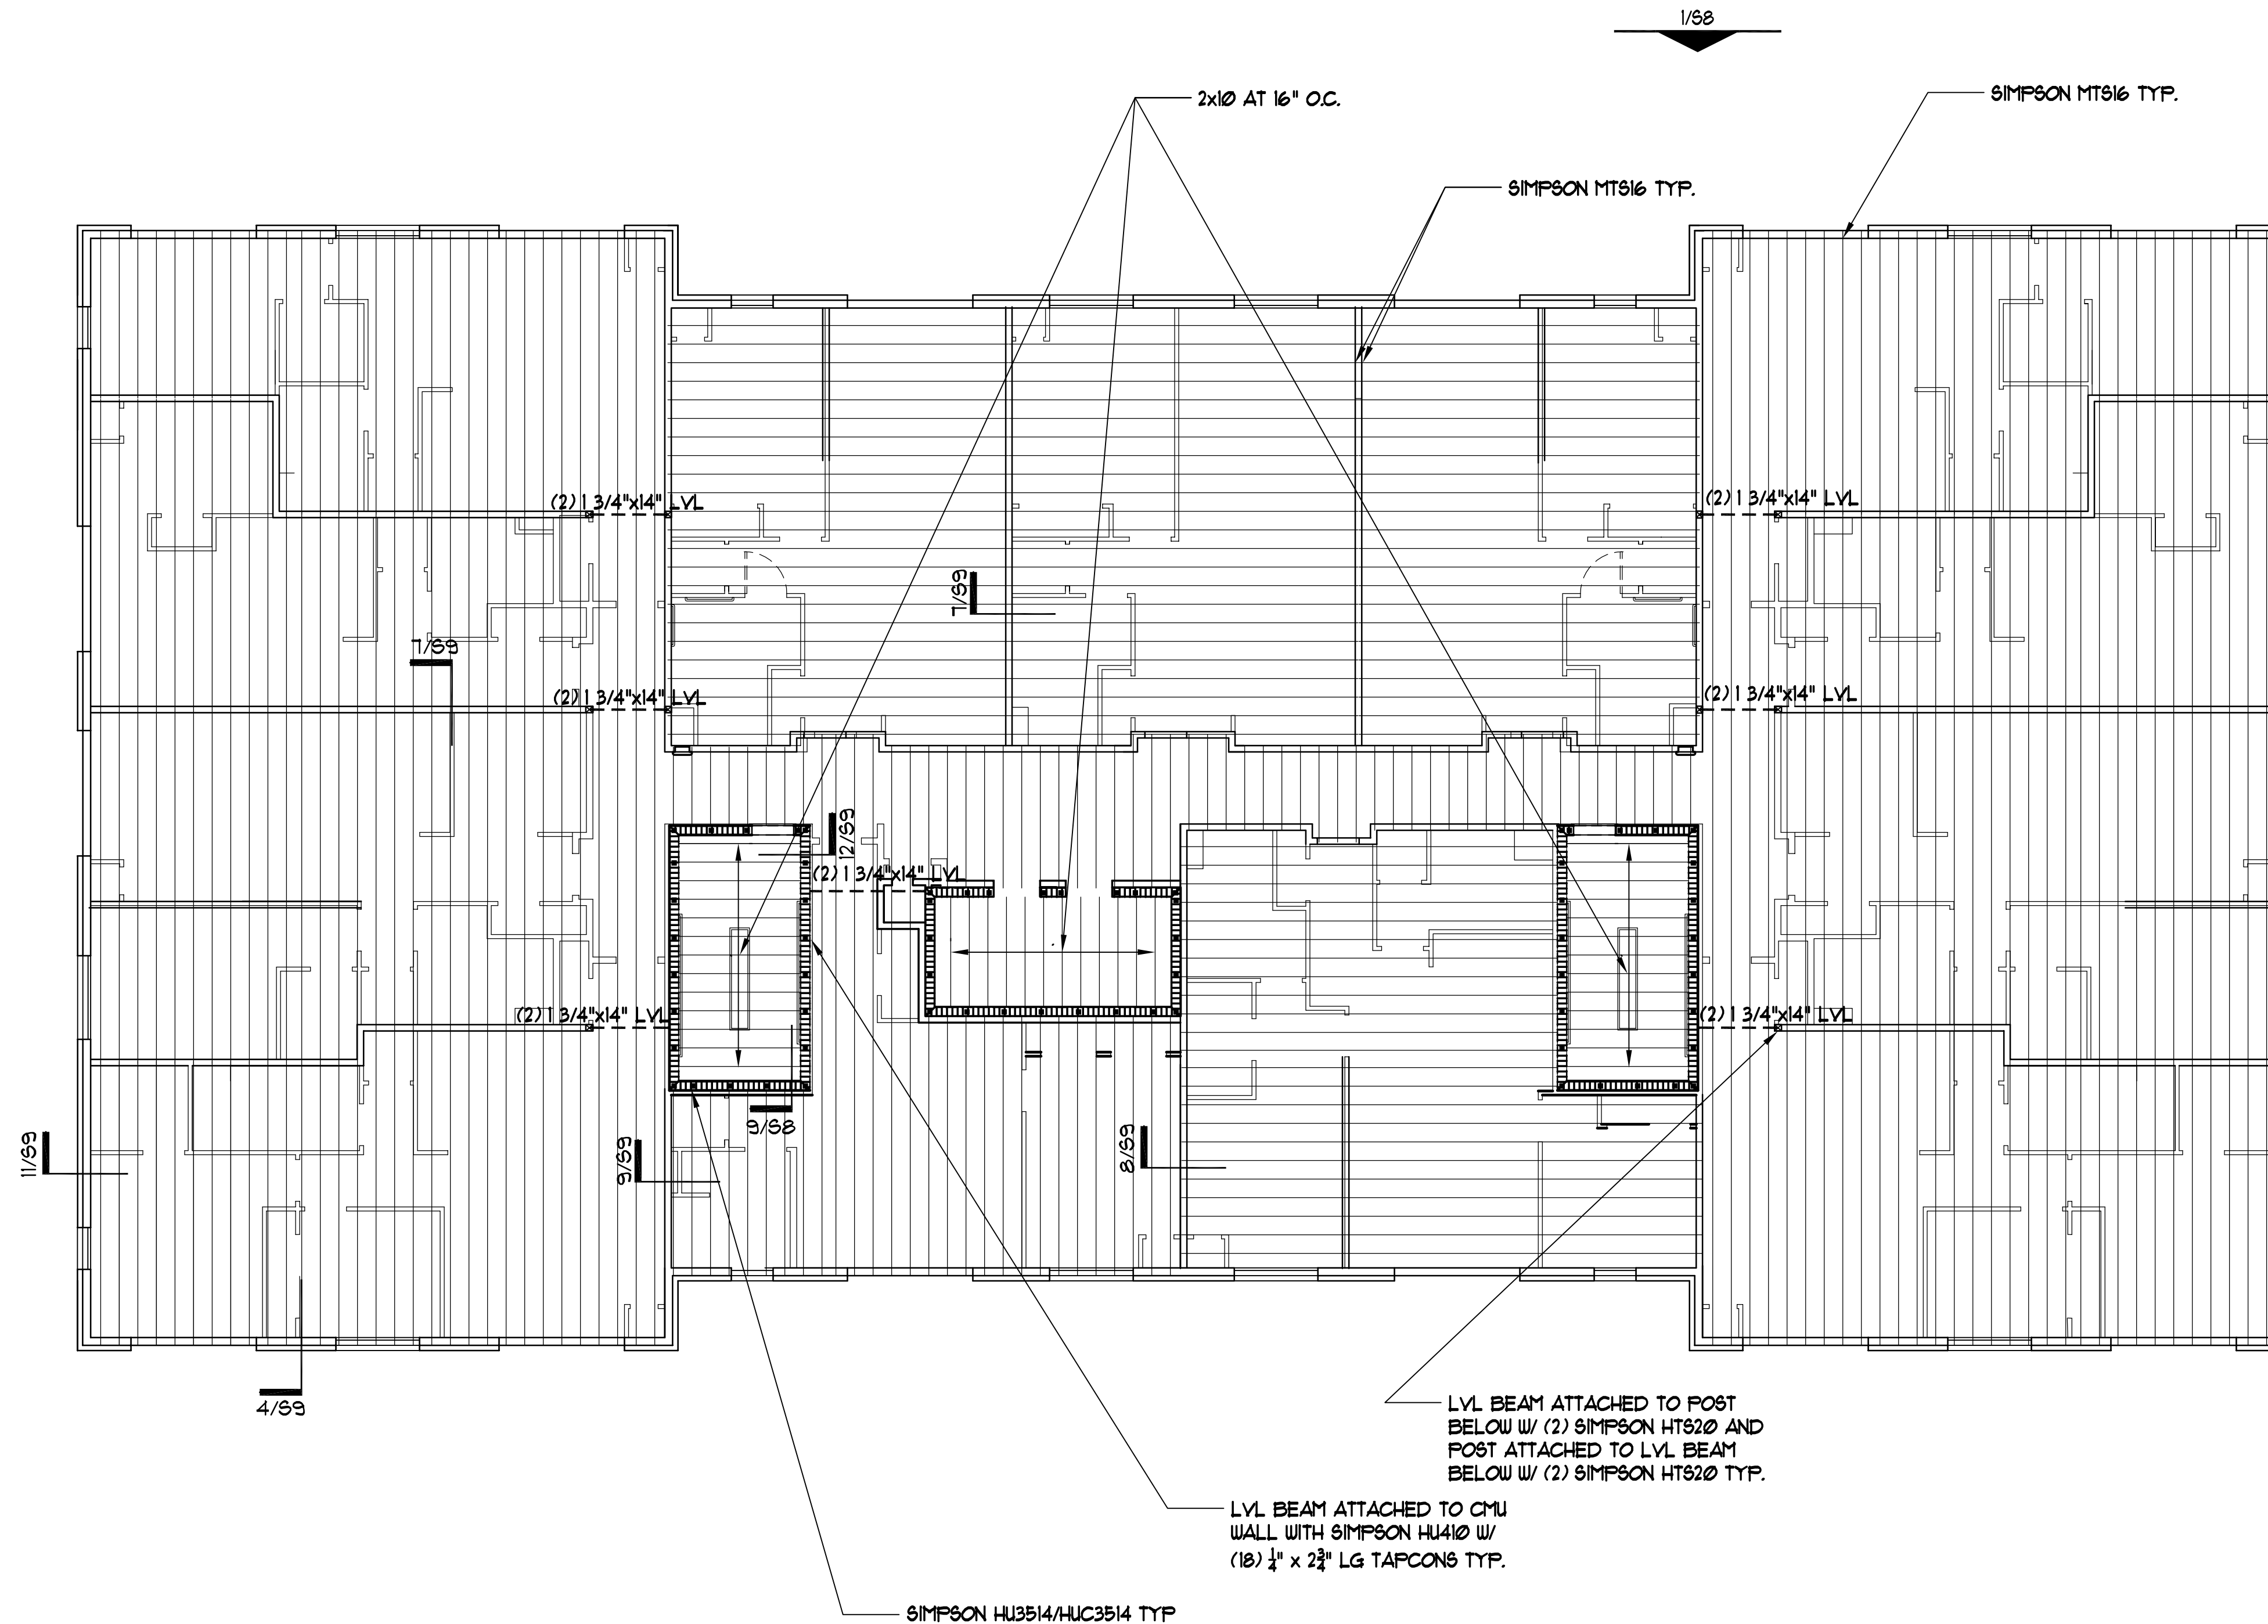 1/S8
2x10 AT 16" O.C.
SIMPSON MTS16 TYP.
SIMPSON MTS16 TYP.
(2) 1 3/4"x14" LVL
(2) 1 3/4"x14" LVL
7/S9
7/S9
(2) 1 3/4"x14" LVL
(2) 1 3/4"x14" LVL
12/S9
(2) 1 3/4"x14" LVL
(2) 1 3/4"x14" LVL
(2) 1 3/4"x14" LVL
9/S8
11/S9
9/S9
8/S9
4/S9
LVL BEAM ATTACHED TO POST
BELOW W/ (2) SIMPSON HTS20 AND
POST ATTACHED TO LVL BEAM
BELOW W/ (2) SIMPSON HTS20 TYP.
LVL BEAM ATTACHED TO CMU
WALL WITH SIMPSON HU410 W/
(18) 1/4" x 2 3/4" LG TAPCONS TYP.
SIMPSON HU3514/HUC3514 TYP